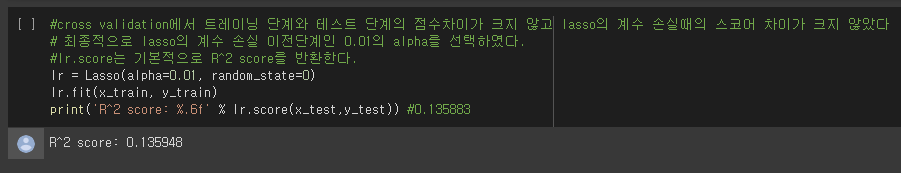 [ ] #cross validation에서 트레이닝 단계와 테스트 단계의 점수차이가 크지 않고 lasso의 계수 손실때의 스코어 차이가 크지 않았다
# 최종적으로 lasso의 계수 손실 이전단계인 0.01의 alpha를 선택하였다.
#lr.score는 기본적으로 R^2 score를 반환한다.
lr = Lasso(alpha=0.01, random_state=0)
lr.fit(x_train, y_train)
print('R^2 score: %.6f' % lr.score(x_test,y_test)) #0.135883
R^2 score: 0.135948